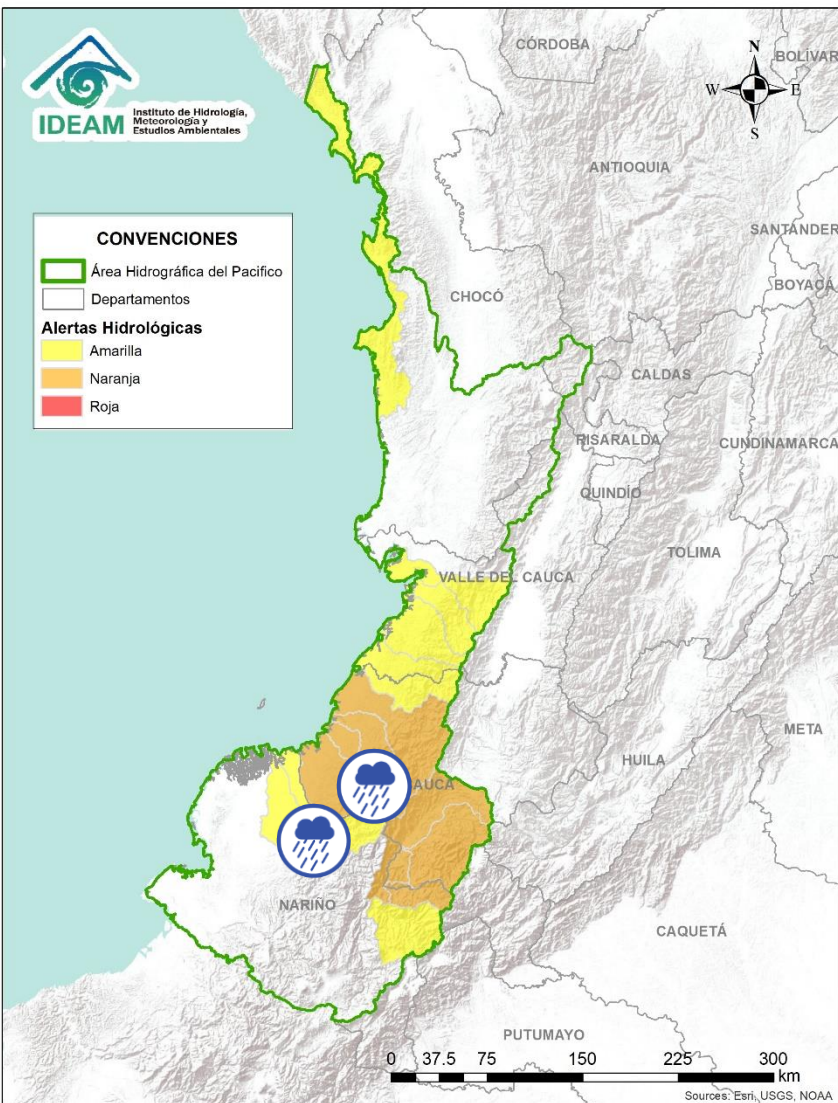 IDEAM
Instituto de Hidrología,
Meteorología y
Estudios Ambientales
CÓRDOBA
BOLÍVAR
N
W
E
S
ANTIOQUIA
SANTANDER
BOYACÁ
CONVENCIONES
Área Hidrográfica del Pacifico
Departamentos
Alertas Hidrológicas
Amarilla
Naranja
Roja
CHOCÓ
CALDAS
RISARALDA
CUNDINAMARCA
QUINDÍO
TOLIMA
VALLE DEL CAUCA
META
HUILA
AUCA
NARIÑO
CAQUETÁ
PUTUMAYO
0 37.5 75 150 225 300
km
Sources: Esri, USGS, NOAA